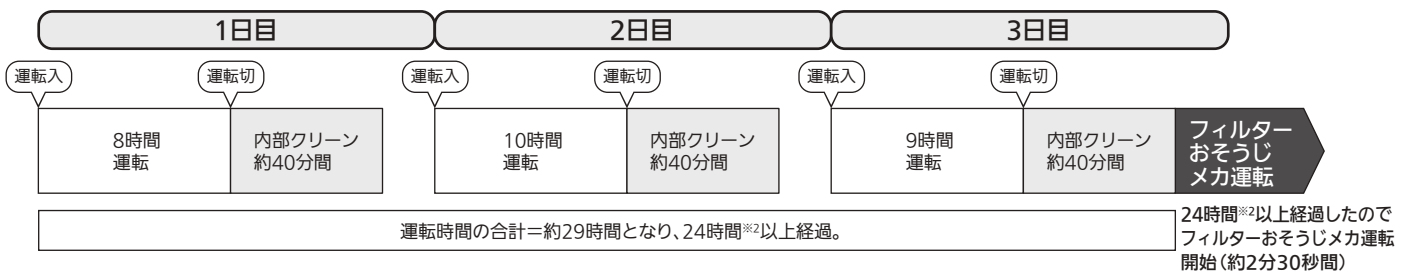 1日目
2日目
3日目
運転入
運転切
運転入
運転切
運転入
運転切
8時間
運転
内部クリーン
約40分間
10時間
運転
内部クリーン
約40分間
9時間
運転
内部クリーン
約40分間
フィルター
おそうじ
メカ運転
運転時間の合計=約29時間となり、24時間※2以上経過。
24時間※2以上経過したので
フィルターおそうじメカ運転
開始(約2分30秒間)